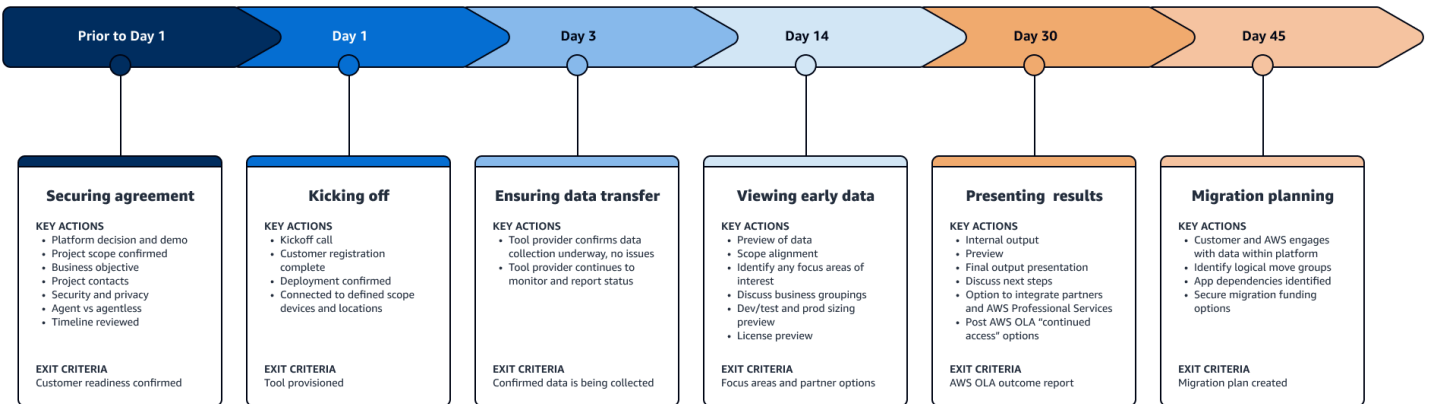 Prior to Day 1
Day 1
Day 3
Day 14
Day 30
Day 45
Securing agreement
KEY ACTIONS
• Platform decision and demo
• Project scope confirmed
• Business objective
• Project contacts
• Security and privacy
• Agent vs agentless
• Timeline reviewed
EXIT CRITERIA
Customer readiness confirmed
Kicking off
KEY ACTIONS
• Kickoff call
• Customer registration
complete
• Deployment confirmed
• Connected to defined scope
devices and locations
EXIT CRITERIA
Tool provisioned
Ensuring data transfer
KEY ACTIONS
• Tool provider confirms data
collection underway, no issues
• Tool provider continues to
monitor and report status
EXIT CRITERIA
Confirmed data is being collected
Viewing early data
KEY ACTIONS
• Preview of data
• Scope alignment
• Identify any focus areas of
interest
• Discuss business groupings
• Dev/test and prod sizing
preview
• License preview
EXIT CRITERIA
Focus areas and partner options
Presenting results
KEY ACTIONS
• Internal output
• Preview
• Final output presentation
• Discuss next steps
• Option to integrate partners
and AWS Professional Services
• Post AWS OLA “continued
access” options
EXIT CRITERIA
AWS OLA outcome report
Migration planning
KEY ACTIONS
• Customer and AWS engages
with data within platform
• Identify logical move groups
• App dependencies identified
• Secure migration funding
options
EXIT CRITERIA
Migration plan created